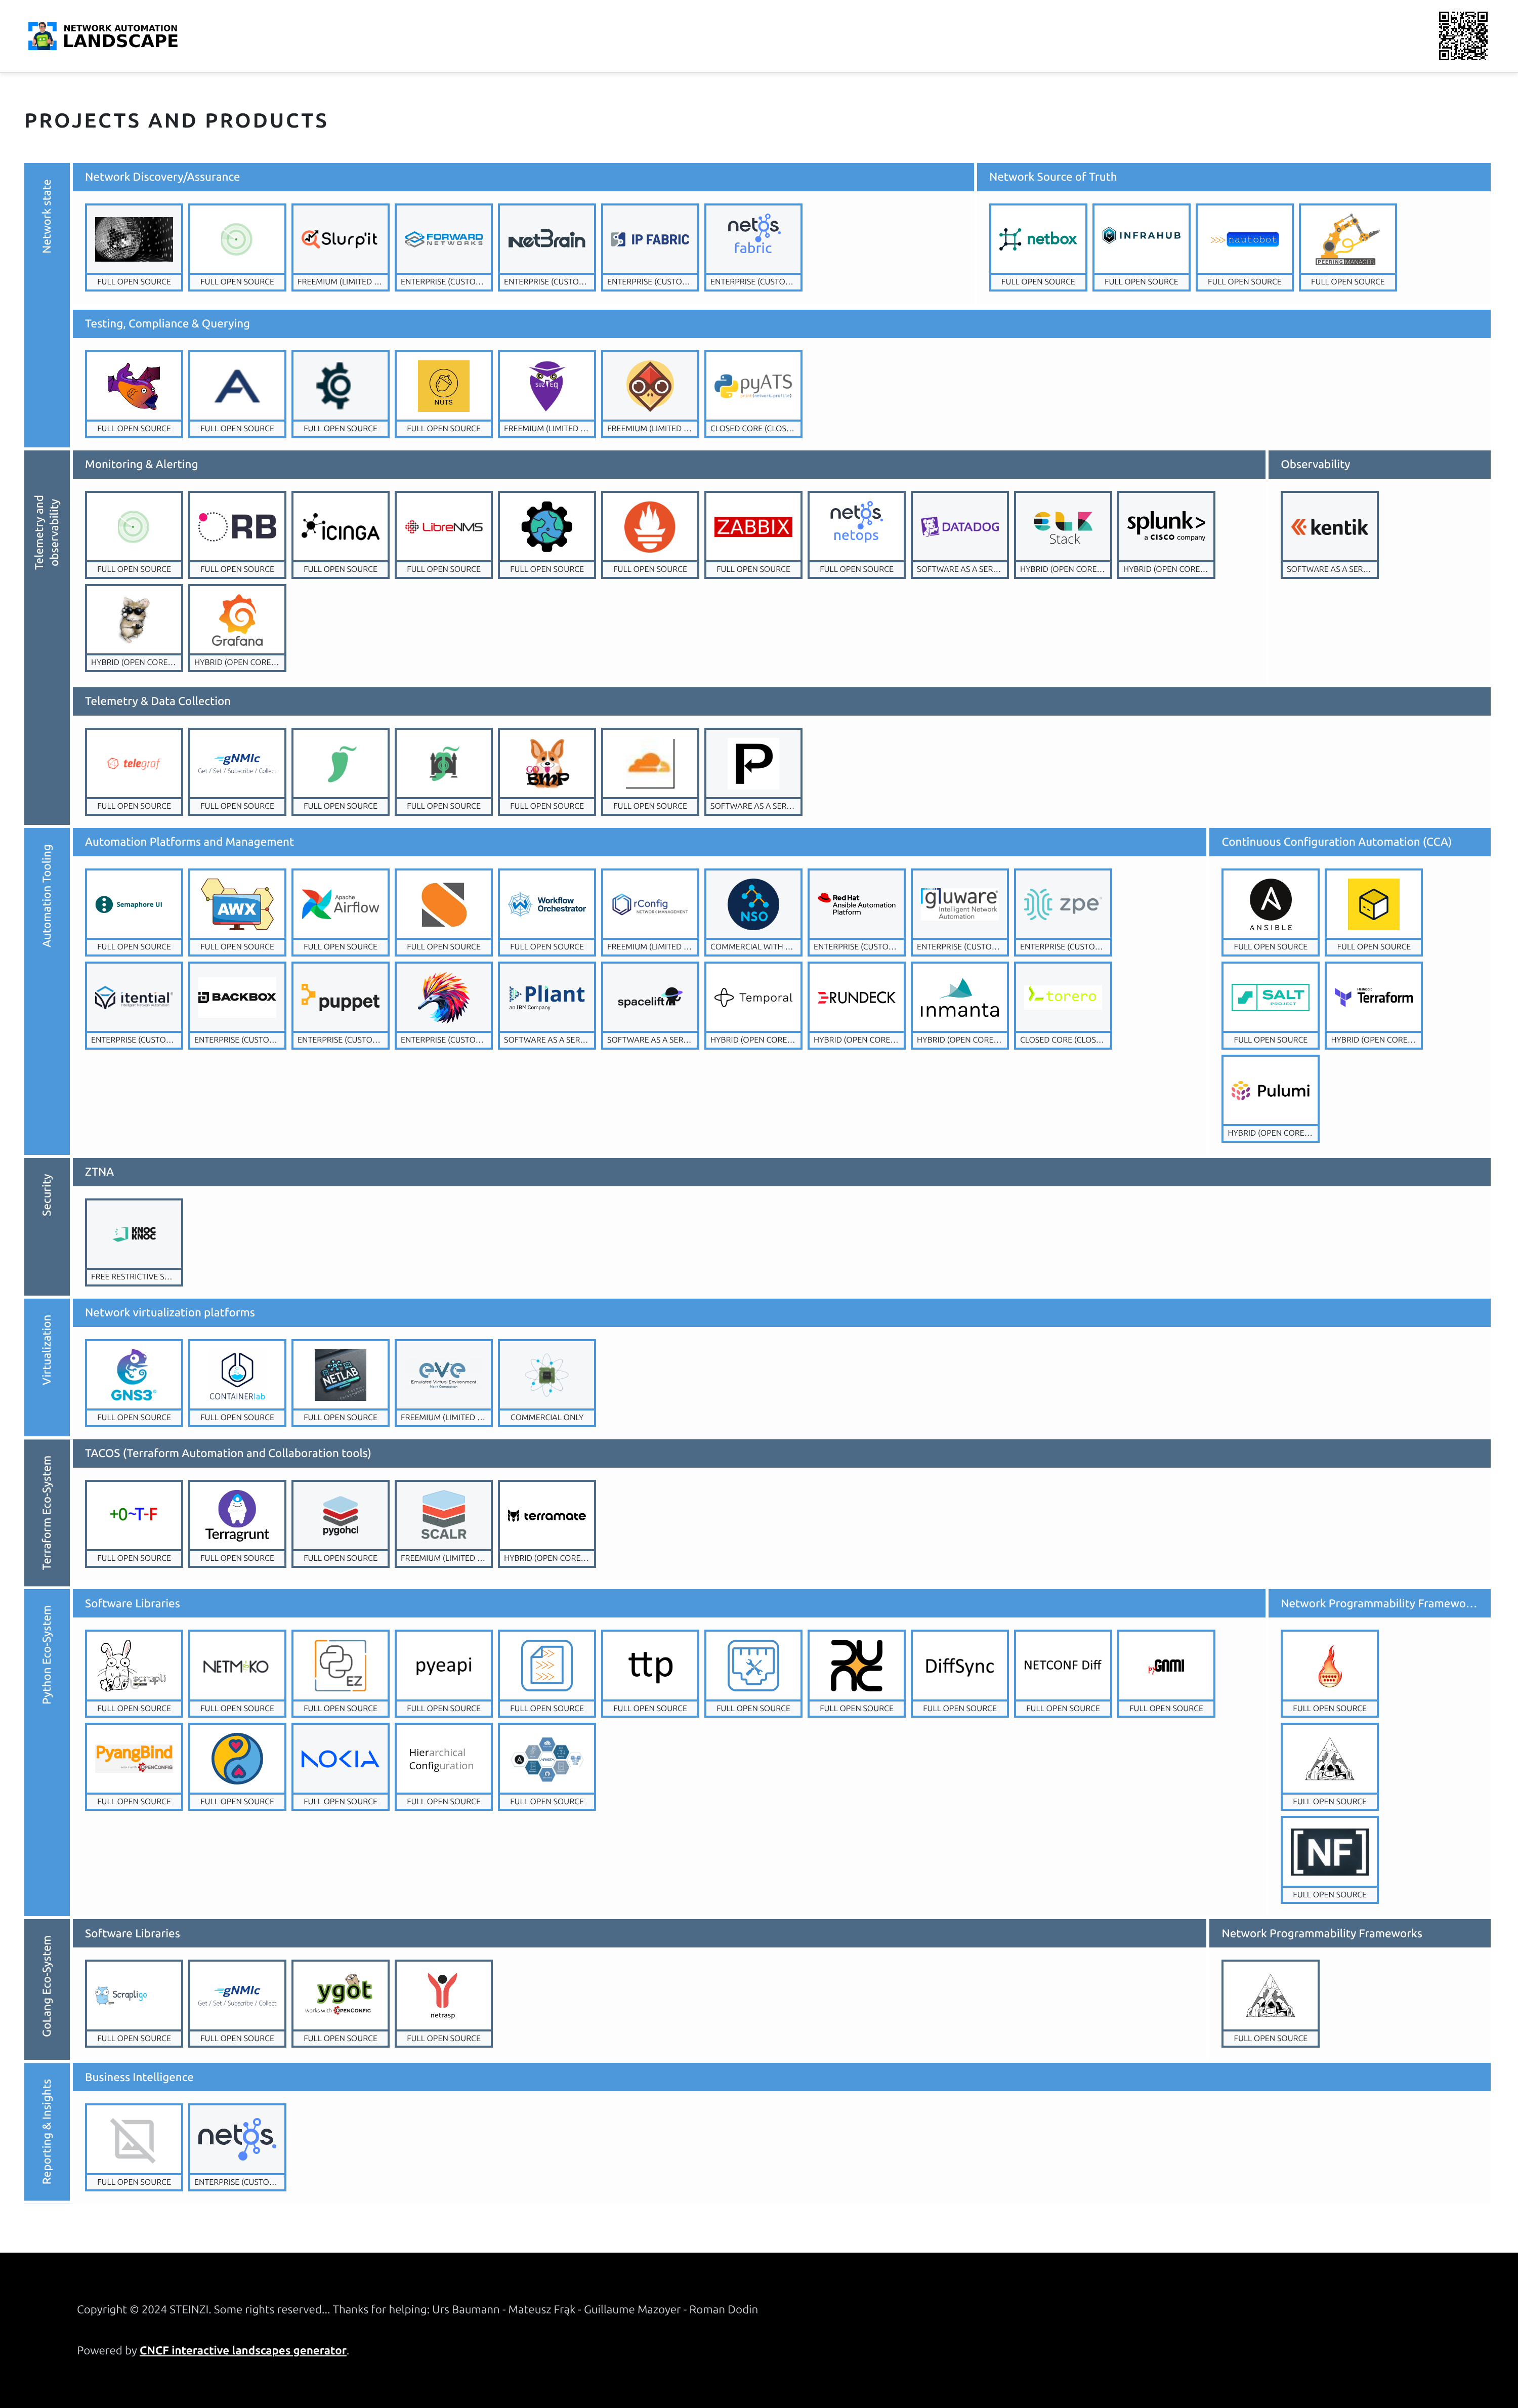 NETWORK AUTOMATION
LANDSCAPE
PROJECTS AND PRODUCTS
Network state
Network Discovery/Assurance
Slurp'it
FORWARD
NETWORKS
netBrain
IP FABRIC
netos
fabric
FULL OPEN SOURCE
FULL OPEN SOURCE
FREEMIUM (LIMITED ...
ENTERPRISE (CUSTO...
ENTERPRISE (CUSTO...
ENTERPRISE (CUSTO...
ENTERPRISE (CUSTO...
Network Source of Truth
netbox
INFRAHUB
>>> nautobot
PEERING MANAGER
FULL OPEN SOURCE
FULL OPEN SOURCE
FULL OPEN SOURCE
FULL OPEN SOURCE
Testing, Compliance & Querying
NUTS
SUZIEQ
pyATS
FULL OPEN SOURCE
FULL OPEN SOURCE
FULL OPEN SOURCE
FULL OPEN SOURCE
FREEMIUM (LIMITED ...
FREEMIUM (LIMITED ...
CLOSED CORE (CLOS...
Telemetry and
observability
Monitoring & Alerting
ORB
ICINGA
LibreNMS
ZABBIX
netos
netops
DATADOG
ELK
Stack
splunk>
a CISCO company
FULL OPEN SOURCE
FULL OPEN SOURCE
FULL OPEN SOURCE
FULL OPEN SOURCE
FULL OPEN SOURCE
FULL OPEN SOURCE
FULL OPEN SOURCE
FULL OPEN SOURCE
SOFTWARE AS A SER...
HYBRID (OPEN CORE...
HYBRID (OPEN CORE...
Grafana
HYBRID (OPEN CORE...
HYBRID (OPEN CORE...
Observability
kentik
SOFTWARE AS A SER...
Telemetry & Data Collection
telegraf
gNMIc
Get / Set / Subscribe / Collect
GO
BMP
P
FULL OPEN SOURCE
FULL OPEN SOURCE
FULL OPEN SOURCE
FULL OPEN SOURCE
FULL OPEN SOURCE
FULL OPEN SOURCE
SOFTWARE AS A SER...
Automation Tooling
Automation Platforms and Management
Semaphore UI
AWX
Apache
Airflow
Workflow
Orchestrator
rConfig
NETWORK MANAGEMENT
NSO
Red Hat
Ansible Automation
Platform
gluware
Intelligent Network
Automation
zpe
FULL OPEN SOURCE
FULL OPEN SOURCE
FULL OPEN SOURCE
FULL OPEN SOURCE
FULL OPEN SOURCE
FREEMIUM (LIMITED ...
COMMERCIAL WITH ...
ENTERPRISE (CUSTO...
ENTERPRISE (CUSTO...
ENTERPRISE (CUSTO...
itential
BACKBOX
puppet
Pliant
an IBM Company
spacelift
Temporal
RUNDECK
inmanta
torero
ENTERPRISE (CUSTO...
ENTERPRISE (CUSTO...
ENTERPRISE (CUSTO...
ENTERPRISE (CUSTO...
SOFTWARE AS A SER...
SOFTWARE AS A SER...
HYBRID (OPEN CORE...
HYBRID (OPEN CORE...
HYBRID (OPEN CORE...
CLOSED CORE (CLOS...
Continuous Configuration Automation (CCA)
ANSIBLE
FULL OPEN SOURCE
FULL OPEN SOURCE
SALT
PROJECT
HashiCorp
Terraform
FULL OPEN SOURCE
HYBRID (OPEN CORE...
Pulumi
HYBRID (OPEN CORE...
Security
ZTNA
KNOC
KNOC
FREE RESTRICTIVE S...
Virtualization
Network virtualization platforms
GNS3
CONTAINERlab
NETLAB
eve
Emulated Virtual Environment
Next Generation
FULL OPEN SOURCE
FULL OPEN SOURCE
FULL OPEN SOURCE
FREEMIUM (LIMITED ...
COMMERCIAL ONLY
Terraform Eco-System
TACOS (Terraform Automation and Collaboration tools)
+0~T-F
Terragrunt
pygohcl
SCALR
terramate
FULL OPEN SOURCE
FULL OPEN SOURCE
FULL OPEN SOURCE
FREEMIUM (LIMITED ...
HYBRID (OPEN CORE...
Python Eco-System
Software Libraries
scrapli
NETMIKO
EZ
pyeapi
ttp
DiffSync
NETCONF Diff
pyGNMI
FULL OPEN SOURCE
FULL OPEN SOURCE
FULL OPEN SOURCE
FULL OPEN SOURCE
FULL OPEN SOURCE
FULL OPEN SOURCE
FULL OPEN SOURCE
FULL OPEN SOURCE
FULL OPEN SOURCE
FULL OPEN SOURCE
FULL OPEN SOURCE
PyangBind
works with OPENCONFIG
NOKIA
Hierarchical
Configuration
FULL OPEN SOURCE
FULL OPEN SOURCE
FULL OPEN SOURCE
FULL OPEN SOURCE
FULL OPEN SOURCE
Network Programmability Framewo...
FULL OPEN SOURCE
FULL OPEN SOURCE
[NF]
FULL OPEN SOURCE
GoLang Eco-System
Software Libraries
Scrapligo
gNMIc
Get / Set / Subscribe / Collect
ygot
works with OPENCONFIG
netrasp
FULL OPEN SOURCE
FULL OPEN SOURCE
FULL OPEN SOURCE
FULL OPEN SOURCE
Network Programmability Frameworks
FULL OPEN SOURCE
Reporting & Insights
Business Intelligence
netos
FULL OPEN SOURCE
ENTERPRISE (CUSTO...
Copyright © 2024 STEINZI. Some rights reserved... Thanks for helping: Urs Baumann - Mateusz Frąk - Guillaume Mazoyer - Roman Dodin
Powered by CNCF interactive landscapes generator.